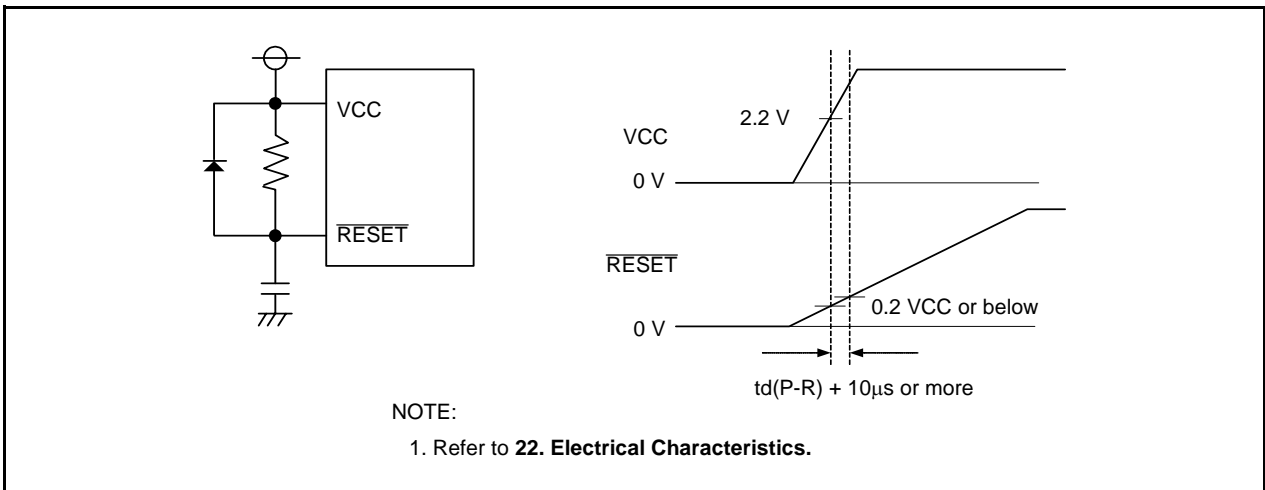 VCC
RESET
VCC
2.2 V
0 V
RESET
0.2 VCC or below
0 V
td(P-R) + 10μs or more
NOTE:
1. Refer to 22. Electrical Characteristics.